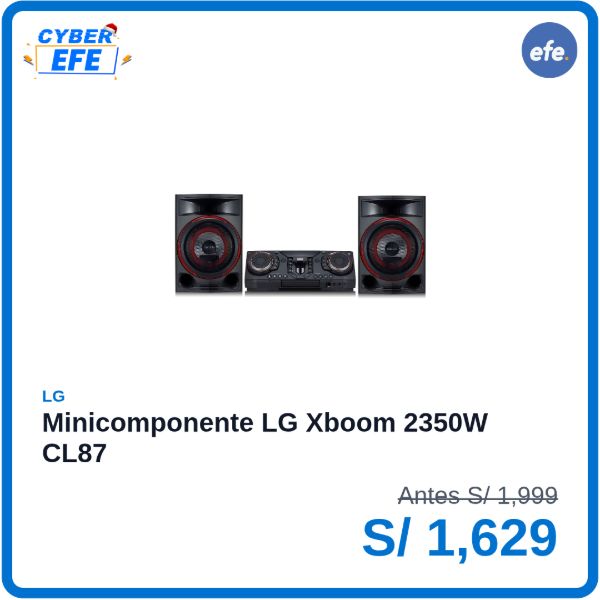 CYBER
EFE
efe.
LG
Minicomponente LG Xboom 2350W
CL87
Antes S/ 1,999
S/ 1,629